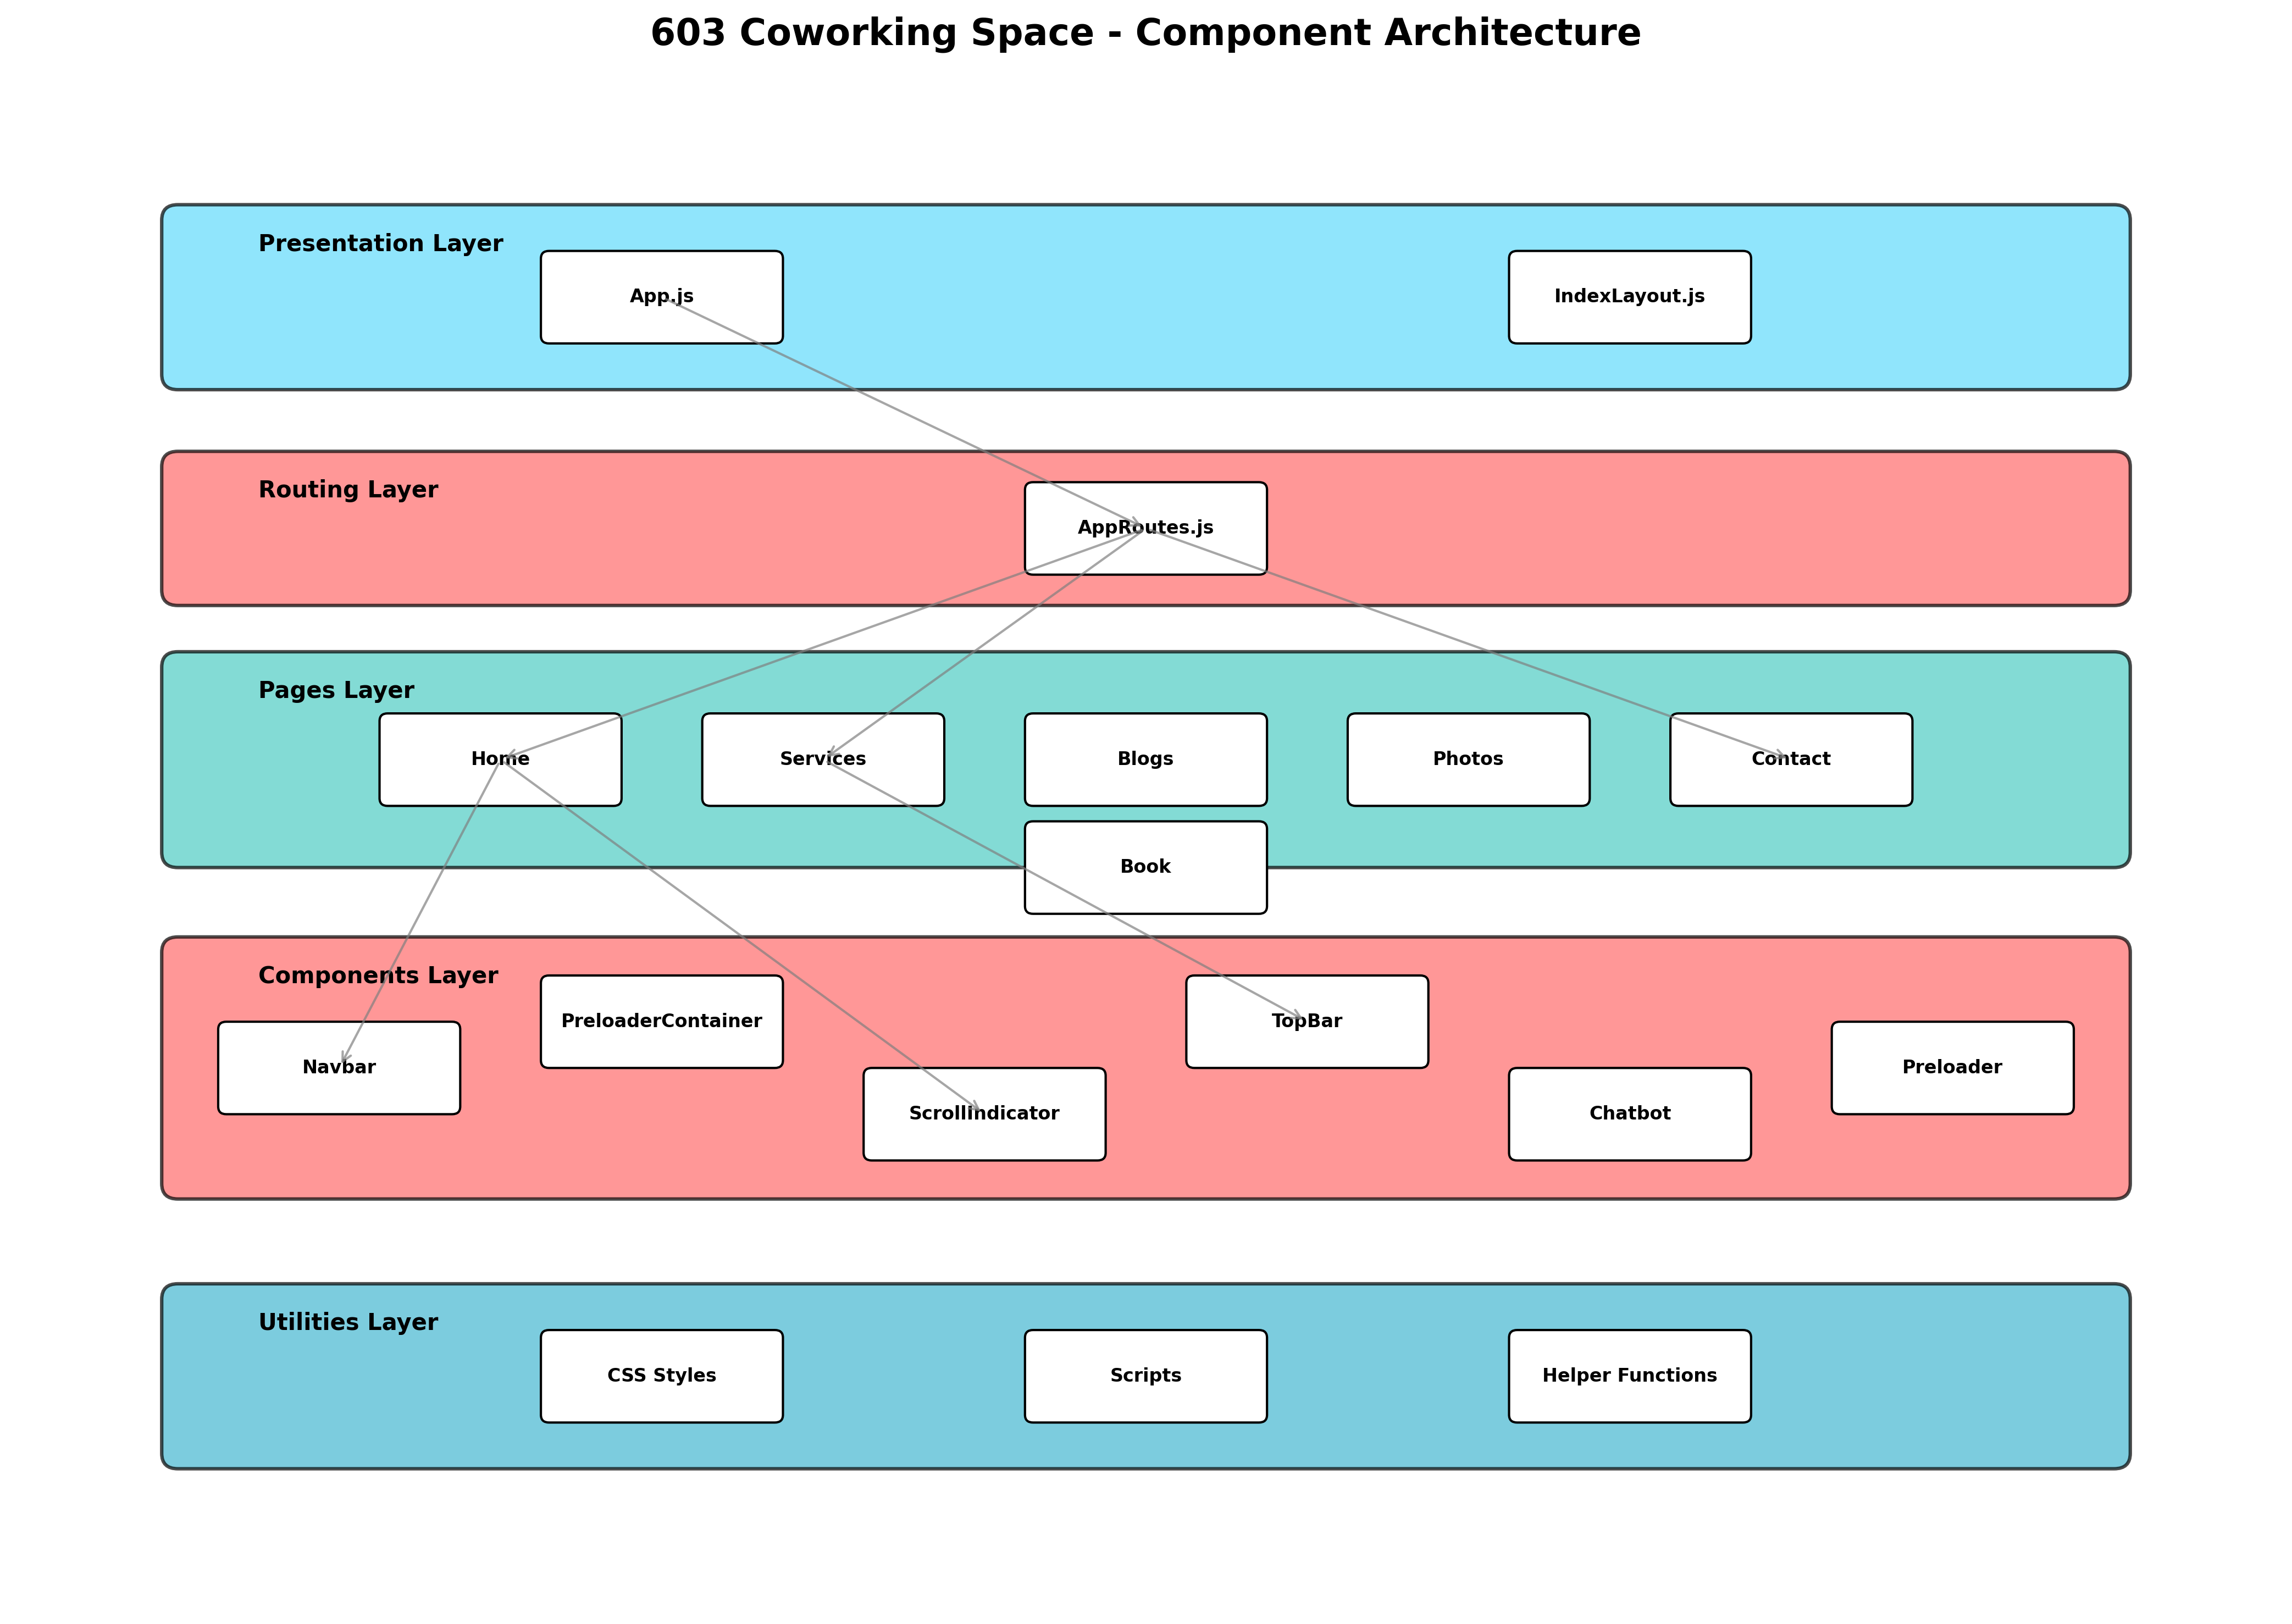 603 Coworking Space - Component Architecture
Presentation Layer
App.js
IndexLayout.js
Routing Layer
AppRoutes.js
Pages Layer
Home
Services
Blogs
Photos
Contact
Book
Components Layer
PreloaderContainer
TopBar
Navbar
Preloader
ScrollIndicator
Chatbot
Utilities Layer
CSS Styles
Scripts
Helper Functions